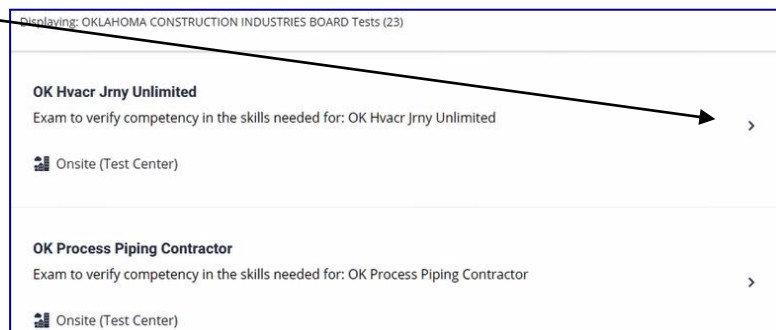 Displaying: OKLAHOMA CONSTRUCTION INDUSTRIES BOARD Tests (23)
OK Hvacr Jrny Unlimited
Exam to verify competency in the skills needed for: OK Hvacr Jrny Unlimited
Onsite (Test Center)
OK Process Piping Contractor
Exam to verify competency in the skills needed for: OK Process Piping Contractor
Onsite (Test Center)